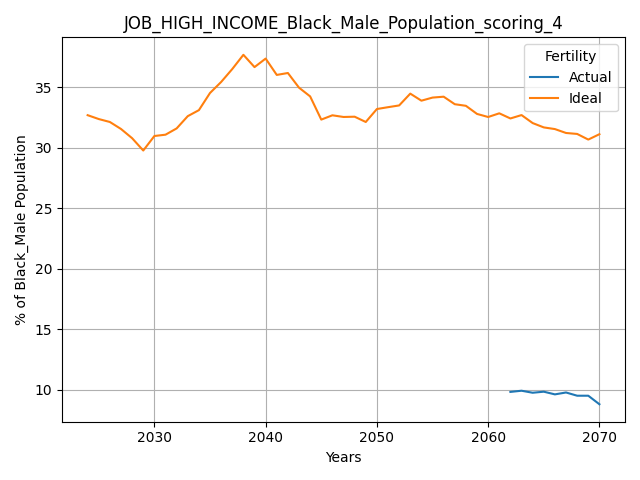 JOB_HIGH_INCOME_Black_Male_Population_scoring_4
Fertility
Actual
Ideal
% of Black_Male Population
35
30
25
20
15
10
2030
2040
2050
2060
2070
Years